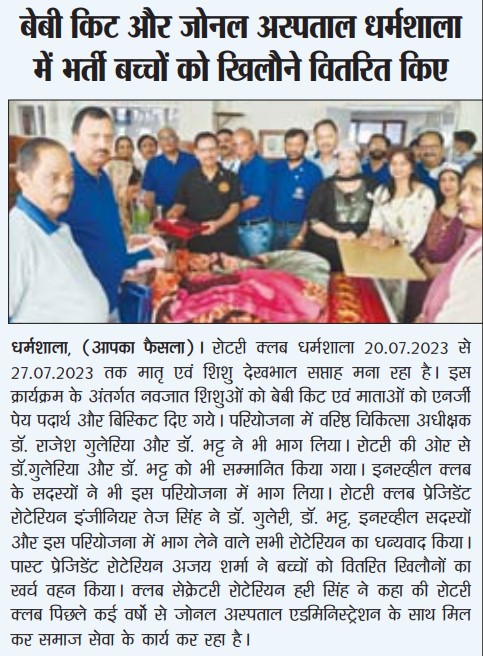 बेबी किट और जोनल अस्पताल धर्मशाला
में भर्ती बच्चों को खिलौने वितरित किए
धर्मशाला, (आपका फैसला)। रोटरी क्लब धर्मशाला 20.07.2023 से
27.07.2023 तक मातृ एवं शिशु देखभाल सप्ताह मना रहा है। इस
क्रार्यक्रम के अंतर्गत नवजात शिशुओं को बेबी किट एवं माताओं को एनर्जी
पेय पदार्थ और बिस्किट दिए गये। परियोजना में वरिष्ठ चिकित्सा अधीक्षक
डॉ. राजेश गुलेरिया और डॉ. भट्ट ने भी भाग लिया। रोटरी की ओर से
डॉ.गुलेरिया और डॉ. भट्ट को भी सम्मानित किया गया। इनरव्हील क्लब
के सदस्यों ने भी इस परियोजना में भाग लिया। रोटरी क्लब प्रेजिडेंट
रोटेरियन इंजीनियर तेज सिंह ने डॉ. गुलेरी, डॉ. भट्ट, इनरव्हील सदस्यों
और इस परियोजना में भाग लेने वाले सभी रोटेरियन का धन्यवाद किया।
पास्ट प्रेजिडेंट रोटेरियन अजय शर्मा ने बच्चों को वितरित खिलौनों का
खर्च वहन किया। क्लब सेक्रेटरी रोटेरियन हरी सिंह ने कहा की रोटरी
क्लब पिछले कई वर्षो से जोनल अस्पताल एडमिनिस्ट्रेशन के साथ मिल
कर समाज सेवा के कार्य कर रहा है।